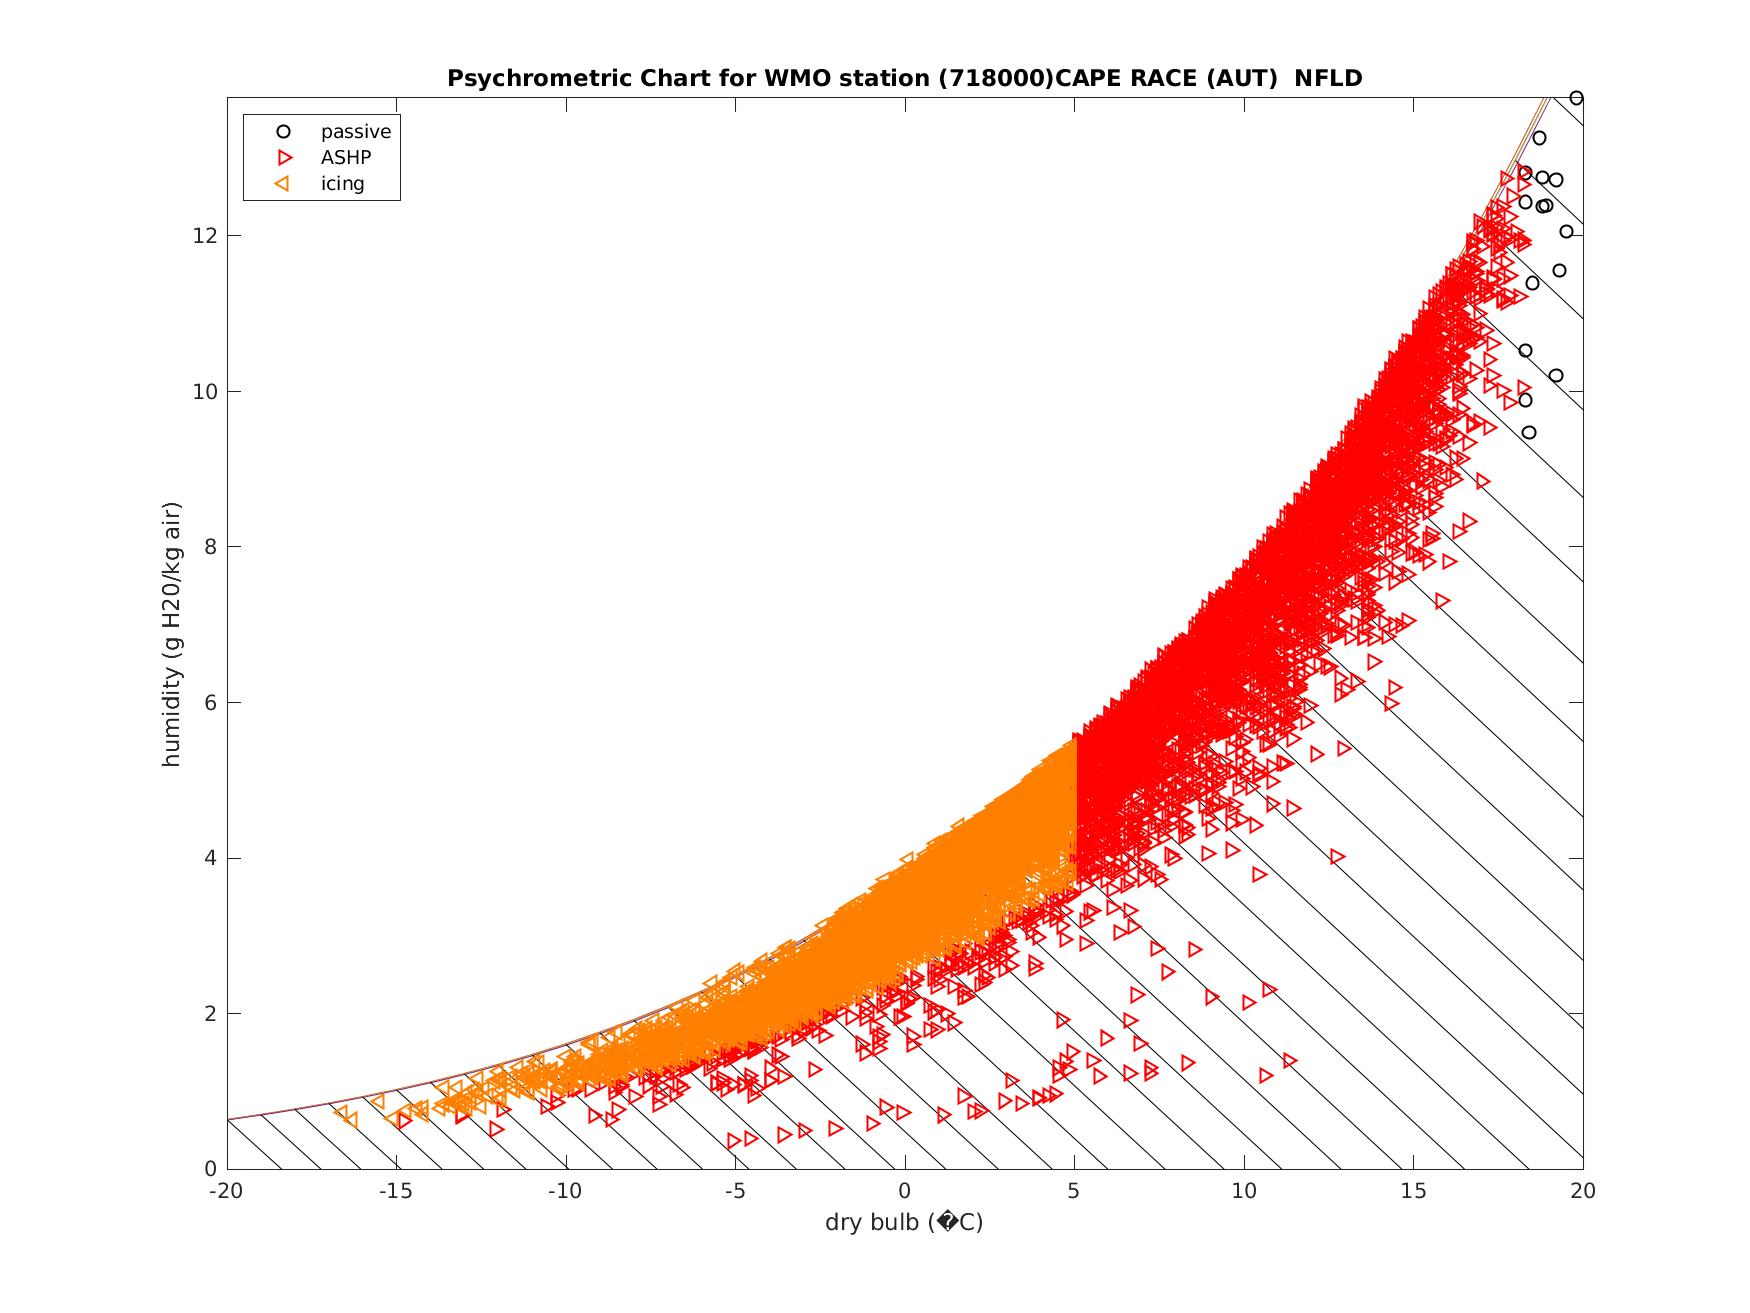 Psychrometric Chart for WMO station (718000)CAPE RACE (AUT)  NFLD
passive
ASHP
icing
12
10
8
6
4
2
0
humidity (g H20/kg air)
-20 -15 -10 -5 0 5 10 15 20
dry bulb (�C)